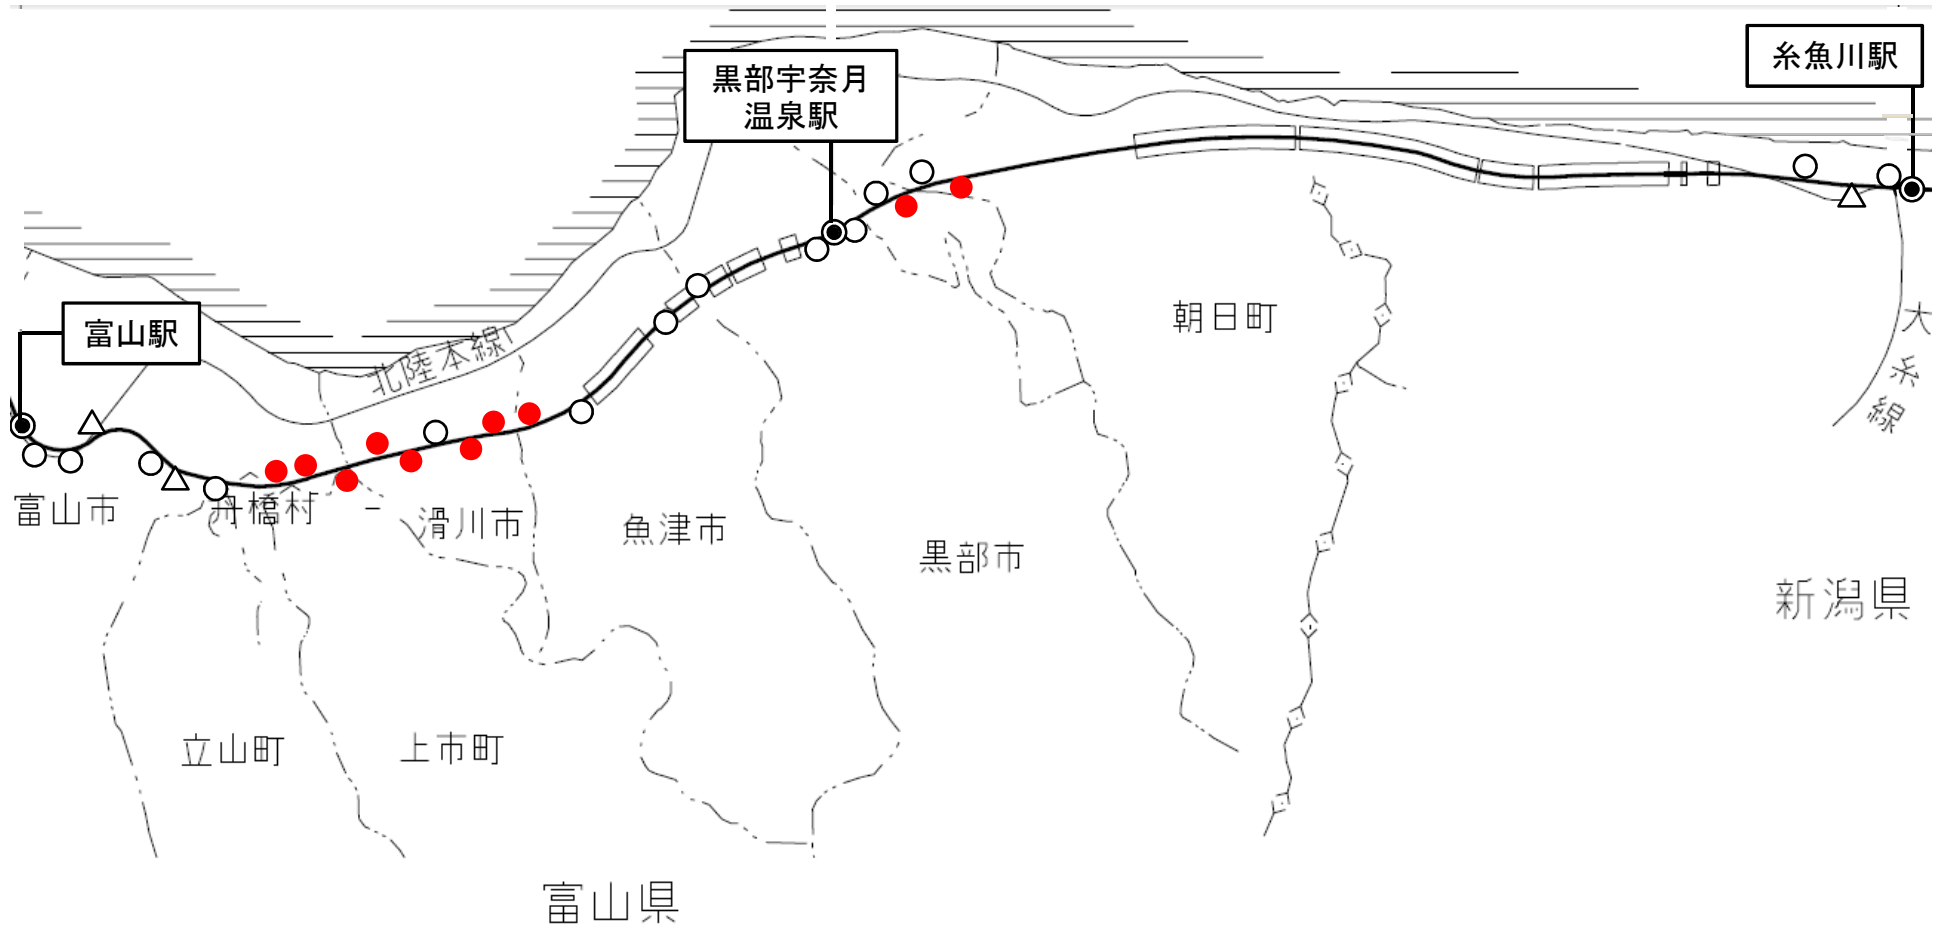 糸魚川駅
黒部宇奈月
温泉駅
富山駅
北陸本線
朝日町
大糸線
富山市
舟橋村
滑川市
魚津市
黒部市
新潟県
立山町
上市町
富山県